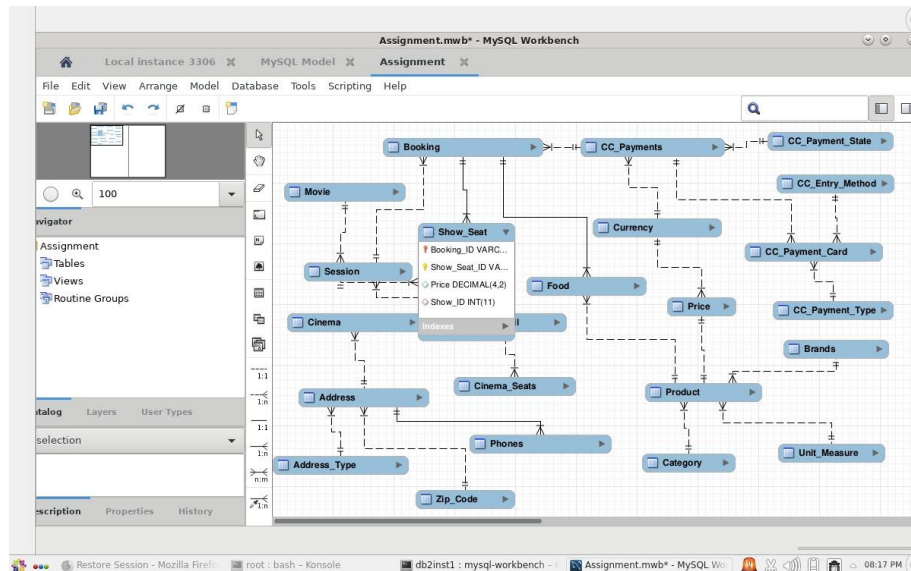 Assignment.mwb* - MySQL Workbench
Local instance 3306 MySQL Model Assignment
File Edit View Arrange Model Database Tools Scripting Help
100
avigator
Assignment
Tables
Views
Routine Groups
atalog Layers User Types
selection
escription Properties History
1:1
1:n
1:1
1:n
n:m
1:n
Booking
CC_Payments
CC_Payment_State
Movie
CC_Entry_Method
Show_Seat
Booking_ID VARC...
Show_Seat_ID VA...
Price DECIMAL(4,2)
Show_ID INT(11)
Indexes
Currency
CC_Payment_Card
Session
Food
Price
CC_Payment_Type
Cinema
Brands
Cinema_Seats
Product
Address
Phones
Address_Type
Category
Unit_Measure
Zip_Code
Restore Session - Mozilla Firefo root : bash - Konsole db2inst1 : mysql-workbench - Assignment.mwb* - MySQL Wo 08:17 PM